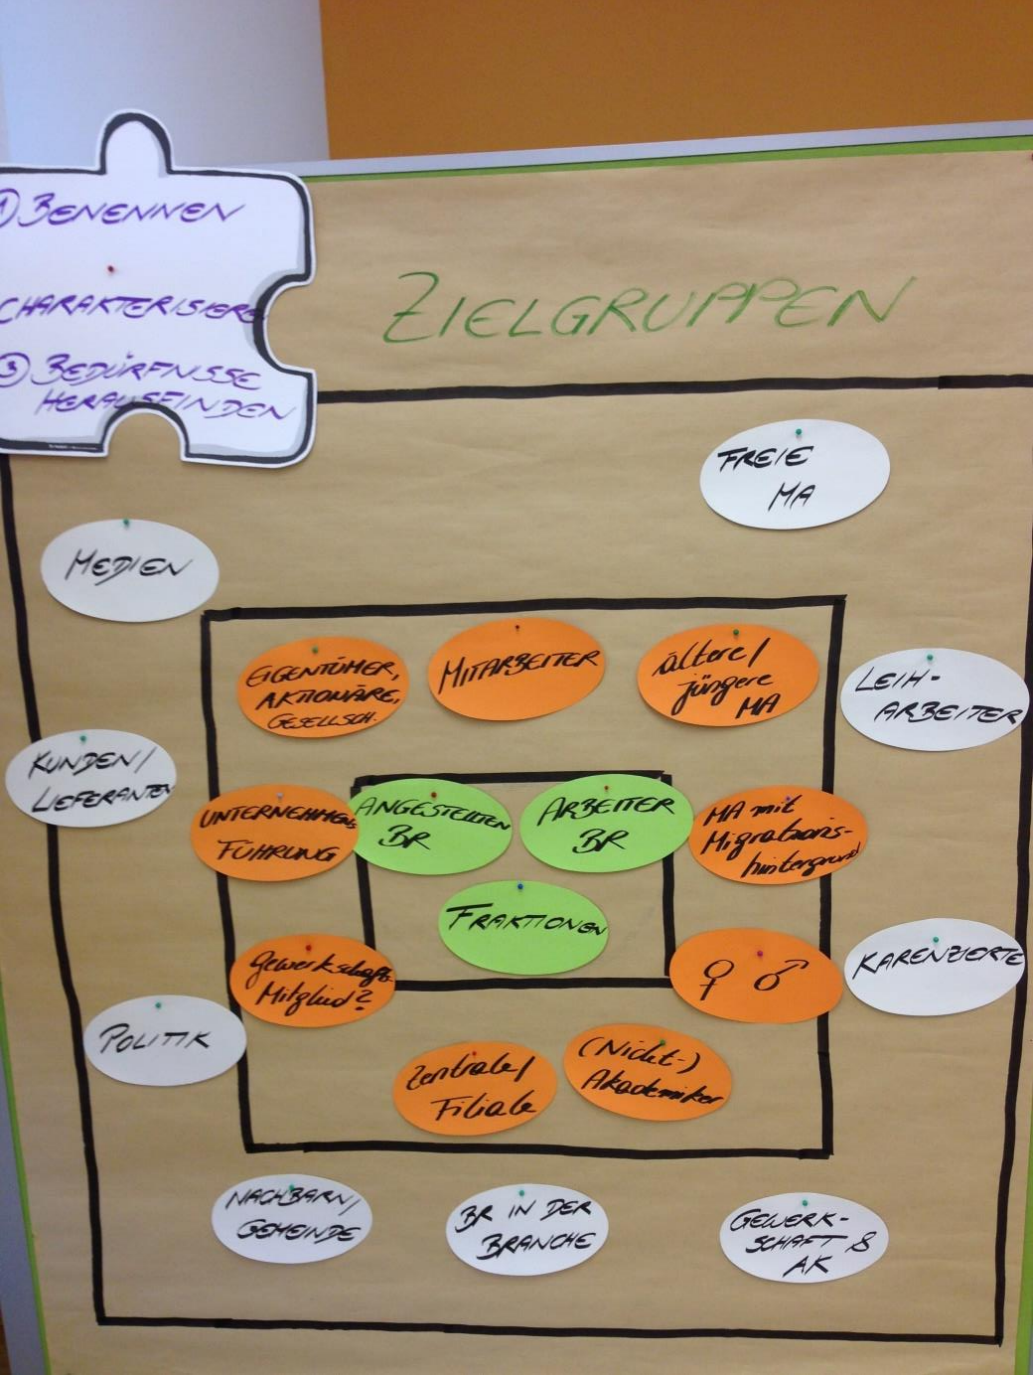 ① BENENNEN
CHARAKTERISIERE
③ BEDÜRFNISSE
HERAUSFINDEN
ZIELGRUPPEN
FREIE
MA
MEDIEN
EIGENTÜMER,
AKTIONÄRE,
GESELLSCH.
MITARBEITER
ältere/
jüngere
MA
LEIH-
ARBEITER
KUNDEN/
LIEFERANTEN
UNTERNEHMENS
FÜHRUNG
ANGESTELLTEN
BR
ARBEITER
BR
MA mit
Migrations-
hintergrund
FRAKTIONEN
Gewerkschafts
Mitglied?
♀ ♂
KARENZIERTE
POLITIK
Zentrale/
Filiale
(Nicht-)
Akademiker
NACHBARN/
GEMEINDE
BR IN DER
BRANCHE
GEWERK-
SCHAFT &
AK